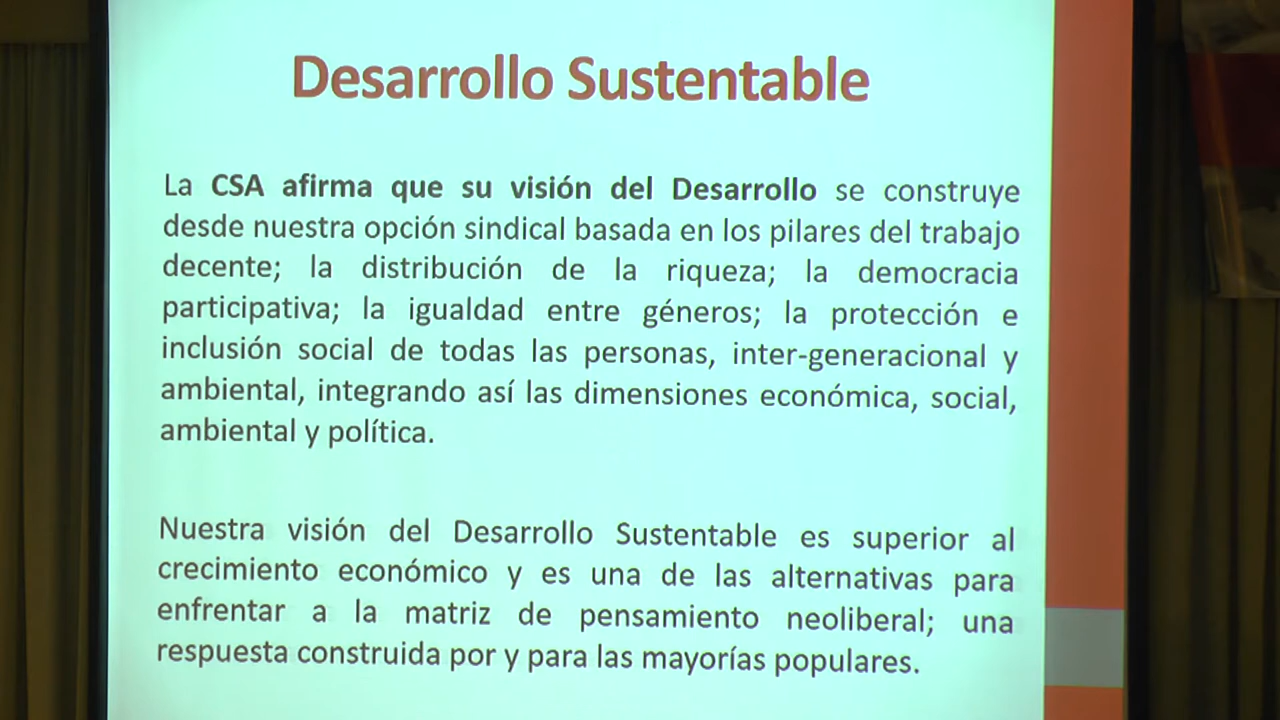 Desarrollo Sustentable
La CSA afirma que su visión del Desarrollo se construye
desde nuestra opción sindical basada en los pilares del trabajo
decente; la distribución de la riqueza; la democracia
participativa; la igualdad entre géneros; la protección e
inclusión social de todas las personas, inter-generacional y
ambiental, integrando así las dimensiones económica, social,
ambiental y política.
Nuestra visión del Desarrollo Sustentable es superior al
crecimiento económico y es una de las alternativas para
enfrentar a la matriz de pensamiento neoliberal; una
respuesta construida por y para las mayorías populares.